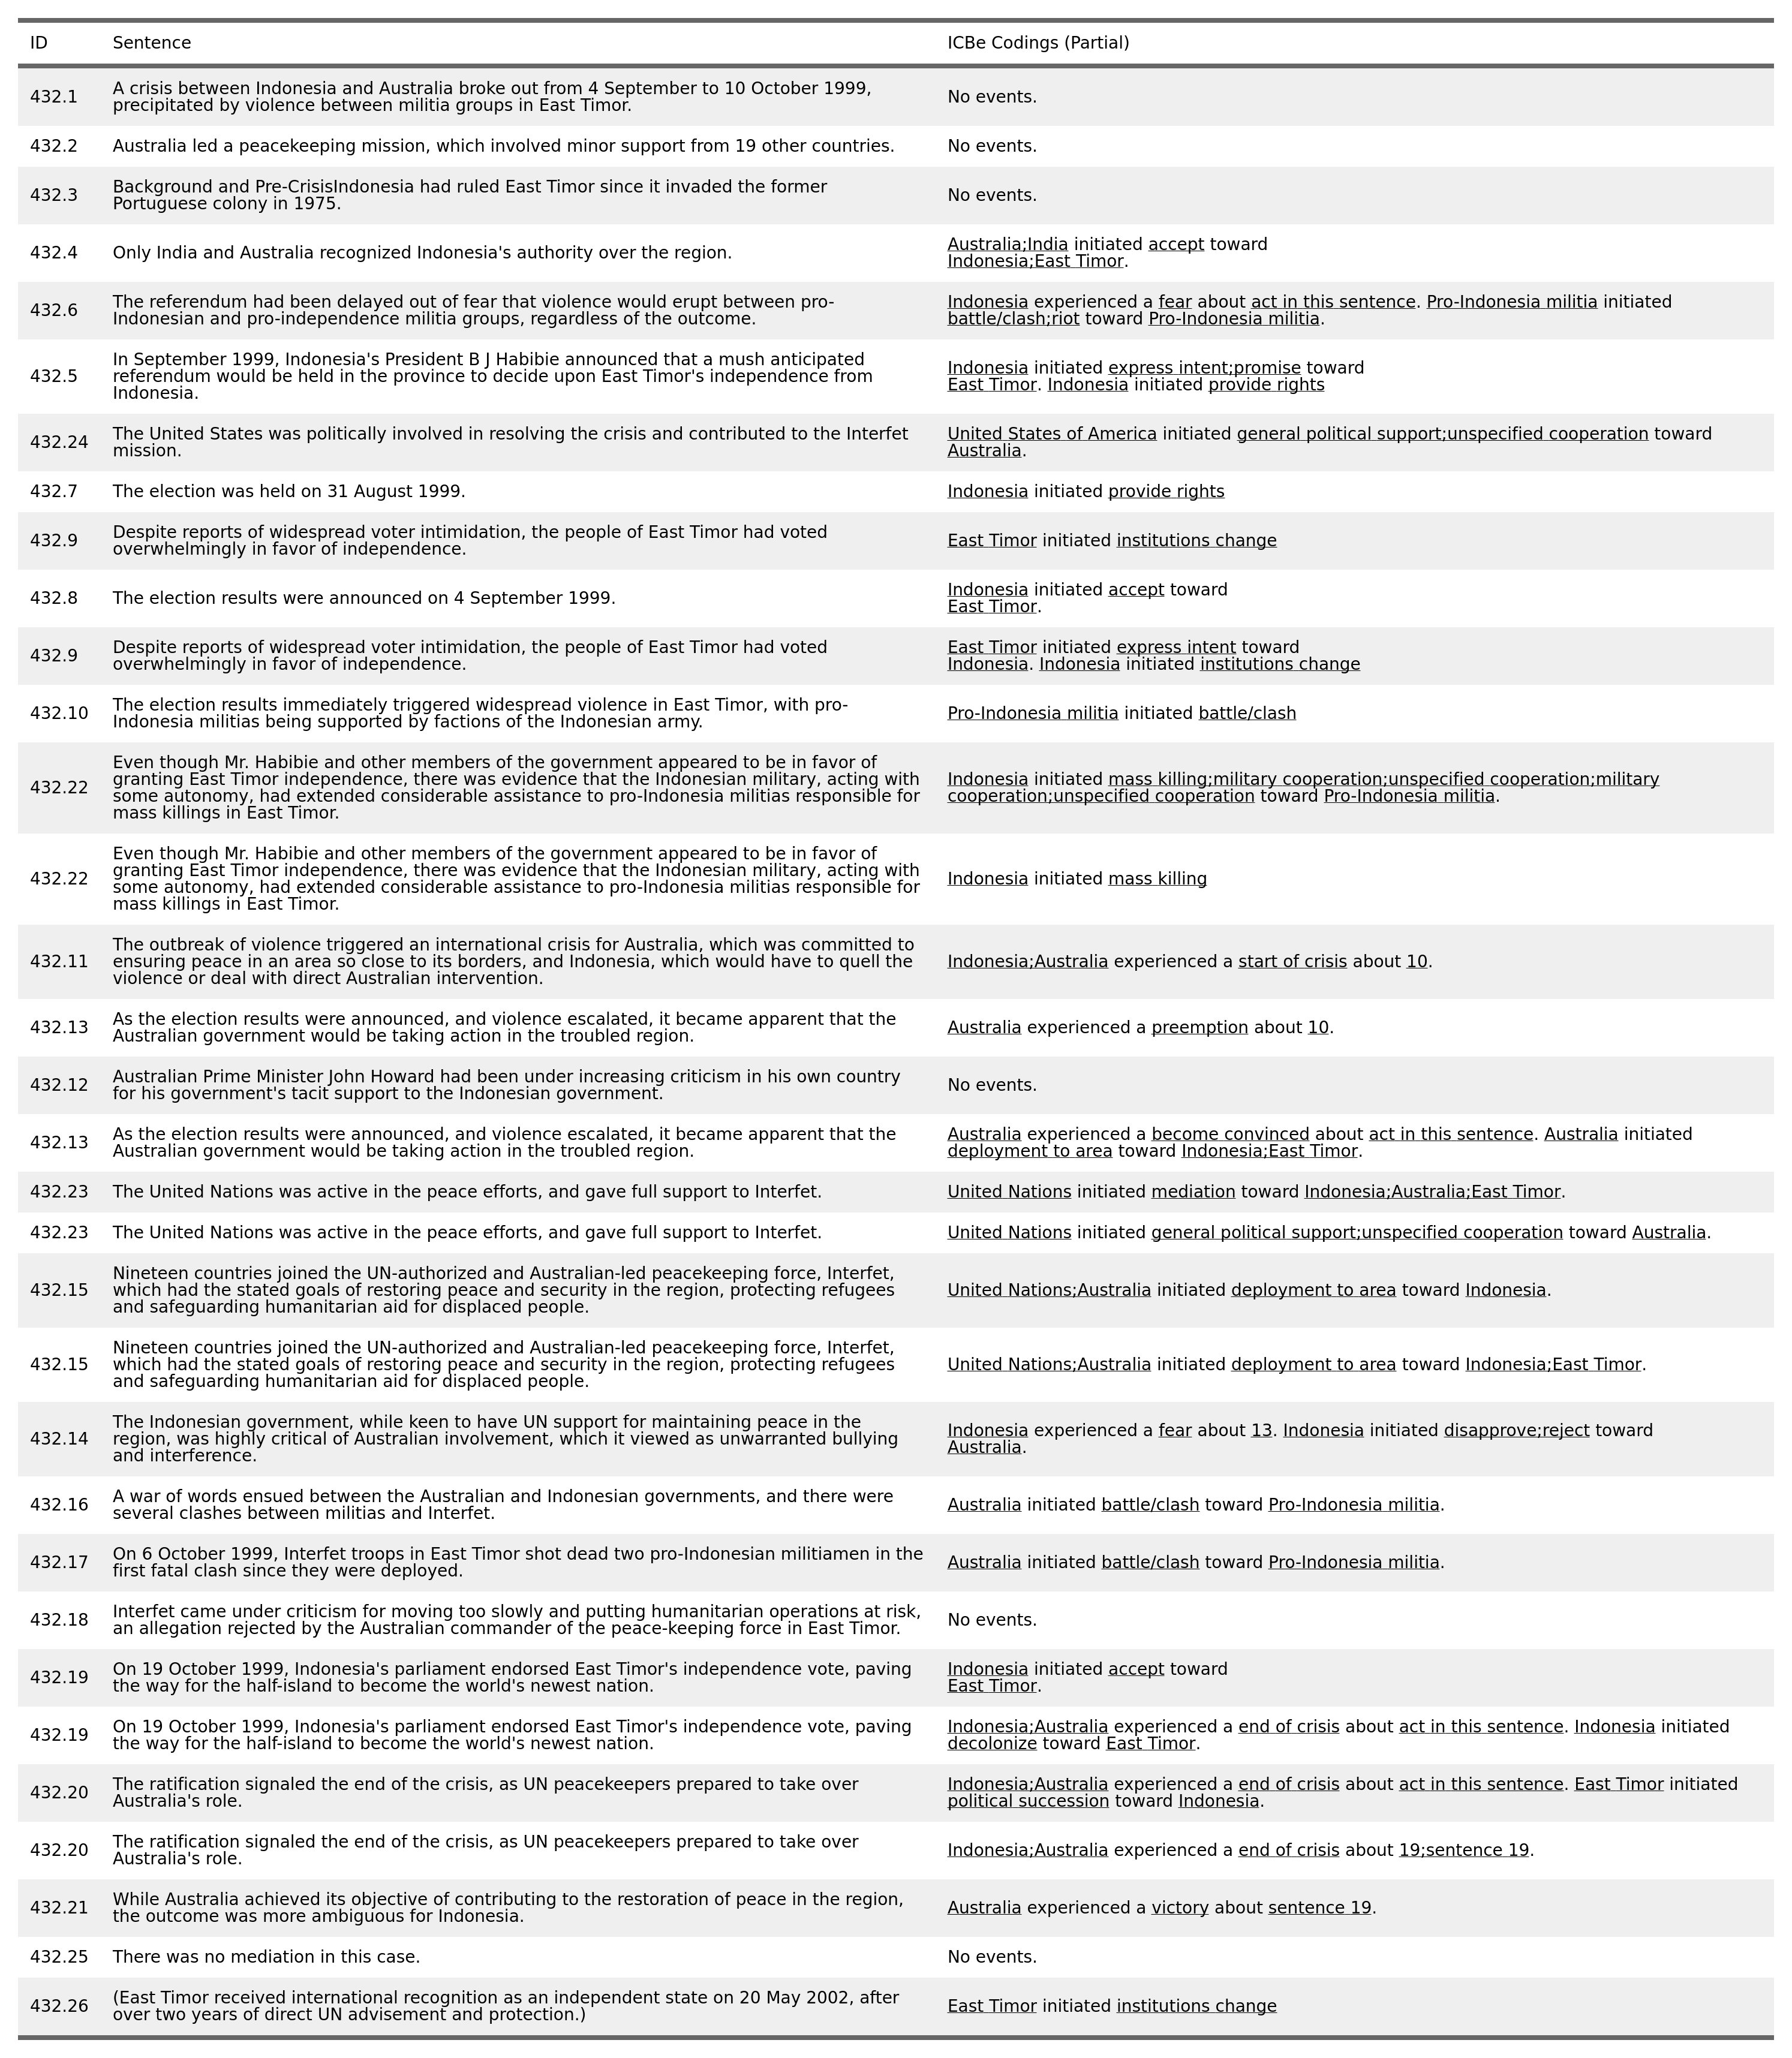 ID Sentence ICBe Codings (Partial)
432.1 A crisis between Indonesia and Australia broke out from 4 September to 10 October 1999,
precipitated by violence between militia groups in East Timor. No events.
432.2 Australia led a peacekeeping mission, which involved minor support from 19 other countries. No events.
432.3 Background and Pre-CrisisIndonesia had ruled East Timor since it invaded the former
Portuguese colony in 1975. No events.
432.4 Only India and Australia recognized Indonesia's authority over the region. Australia;India initiated accept toward
Indonesia;East Timor.
432.6 The referendum had been delayed out of fear that violence would erupt between pro-
Indonesian and pro-independence militia groups, regardless of the outcome. Indonesia experienced a fear about act in this sentence. Pro-Indonesia militia initiated
battle/clash;riot toward Pro-Indonesia militia.
432.5 In September 1999, Indonesia's President B J Habibie announced that a mush anticipated
referendum would be held in the province to decide upon East Timor's independence from
Indonesia. Indonesia initiated express intent;promise toward
East Timor. Indonesia initiated provide rights
432.24 The United States was politically involved in resolving the crisis and contributed to the Interfet
mission. United States of America initiated general political support;unspecified cooperation toward
Australia.
432.7 The election was held on 31 August 1999. Indonesia initiated provide rights
432.9 Despite reports of widespread voter intimidation, the people of East Timor had voted
overwhelmingly in favor of independence. East Timor initiated institutions change
432.8 The election results were announced on 4 September 1999. Indonesia initiated accept toward
East Timor.
432.9 Despite reports of widespread voter intimidation, the people of East Timor had voted
overwhelmingly in favor of independence. East Timor initiated express intent toward
Indonesia. Indonesia initiated institutions change
432.10 The election results immediately triggered widespread violence in East Timor, with pro-
Indonesia militias being supported by factions of the Indonesian army. Pro-Indonesia militia initiated battle/clash
432.22 Even though Mr. Habibie and other members of the government appeared to be in favor of
granting East Timor independence, there was evidence that the Indonesian military, acting with
some autonomy, had extended considerable assistance to pro-Indonesia militias responsible for
mass killings in East Timor. Indonesia initiated mass killing;military cooperation;unspecified cooperation;military
cooperation;unspecified cooperation toward Pro-Indonesia militia.
432.22 Even though Mr. Habibie and other members of the government appeared to be in favor of
granting East Timor independence, there was evidence that the Indonesian military, acting with
some autonomy, had extended considerable assistance to pro-Indonesia militias responsible for
mass killings in East Timor. Indonesia initiated mass killing
432.11 The outbreak of violence triggered an international crisis for Australia, which was committed to
ensuring peace in an area so close to its borders, and Indonesia, which would have to quell the
violence or deal with direct Australian intervention. Indonesia;Australia experienced a start of crisis about 10.
432.13 As the election results were announced, and violence escalated, it became apparent that the
Australian government would be taking action in the troubled region. Australia experienced a preemption about 10.
432.12 Australian Prime Minister John Howard had been under increasing criticism in his own country
for his government's tacit support to the Indonesian government. No events.
432.13 As the election results were announced, and violence escalated, it became apparent that the
Australian government would be taking action in the troubled region. Australia experienced a become convinced about act in this sentence. Australia initiated
deployment to area toward Indonesia;East Timor.
432.23 The United Nations was active in the peace efforts, and gave full support to Interfet. United Nations initiated mediation toward Indonesia;Australia;East Timor.
432.23 The United Nations was active in the peace efforts, and gave full support to Interfet. United Nations initiated general political support;unspecified cooperation toward Australia.
432.15 Nineteen countries joined the UN-authorized and Australian-led peacekeeping force, Interfet,
which had the stated goals of restoring peace and security in the region, protecting refugees
and safeguarding humanitarian aid for displaced people. United Nations;Australia initiated deployment to area toward Indonesia.
432.15 Nineteen countries joined the UN-authorized and Australian-led peacekeeping force, Interfet,
which had the stated goals of restoring peace and security in the region, protecting refugees
and safeguarding humanitarian aid for displaced people. United Nations;Australia initiated deployment to area toward Indonesia;East Timor.
432.14 The Indonesian government, while keen to have UN support for maintaining peace in the
region, was highly critical of Australian involvement, which it viewed as unwarranted bullying
and interference. Indonesia experienced a fear about 13. Indonesia initiated disapprove;reject toward
Australia.
432.16 A war of words ensued between the Australian and Indonesian governments, and there were
several clashes between militias and Interfet. Australia initiated battle/clash toward Pro-Indonesia militia.
432.17 On 6 October 1999, Interfet troops in East Timor shot dead two pro-Indonesian militiamen in the
first fatal clash since they were deployed. Australia initiated battle/clash toward Pro-Indonesia militia.
432.18 Interfet came under criticism for moving too slowly and putting humanitarian operations at risk,
an allegation rejected by the Australian commander of the peace-keeping force in East Timor. No events.
432.19 On 19 October 1999, Indonesia's parliament endorsed East Timor's independence vote, paving
the way for the half-island to become the world's newest nation. Indonesia initiated accept toward
East Timor.
432.19 On 19 October 1999, Indonesia's parliament endorsed East Timor's independence vote, paving
the way for the half-island to become the world's newest nation. Indonesia;Australia experienced a end of crisis about act in this sentence. Indonesia initiated
decolonize toward East Timor.
432.20 The ratification signaled the end of the crisis, as UN peacekeepers prepared to take over
Australia's role. Indonesia;Australia experienced a end of crisis about act in this sentence. East Timor initiated
political succession toward Indonesia.
432.20 The ratification signaled the end of the crisis, as UN peacekeepers prepared to take over
Australia's role. Indonesia;Australia experienced a end of crisis about 19;sentence 19.
432.21 While Australia achieved its objective of contributing to the restoration of peace in the region,
the outcome was more ambiguous for Indonesia. Australia experienced a victory about sentence 19.
432.25 There was no mediation in this case. No events.
432.26 (East Timor received international recognition as an independent state on 20 May 2002, after
over two years of direct UN advisement and protection.) East Timor initiated institutions change